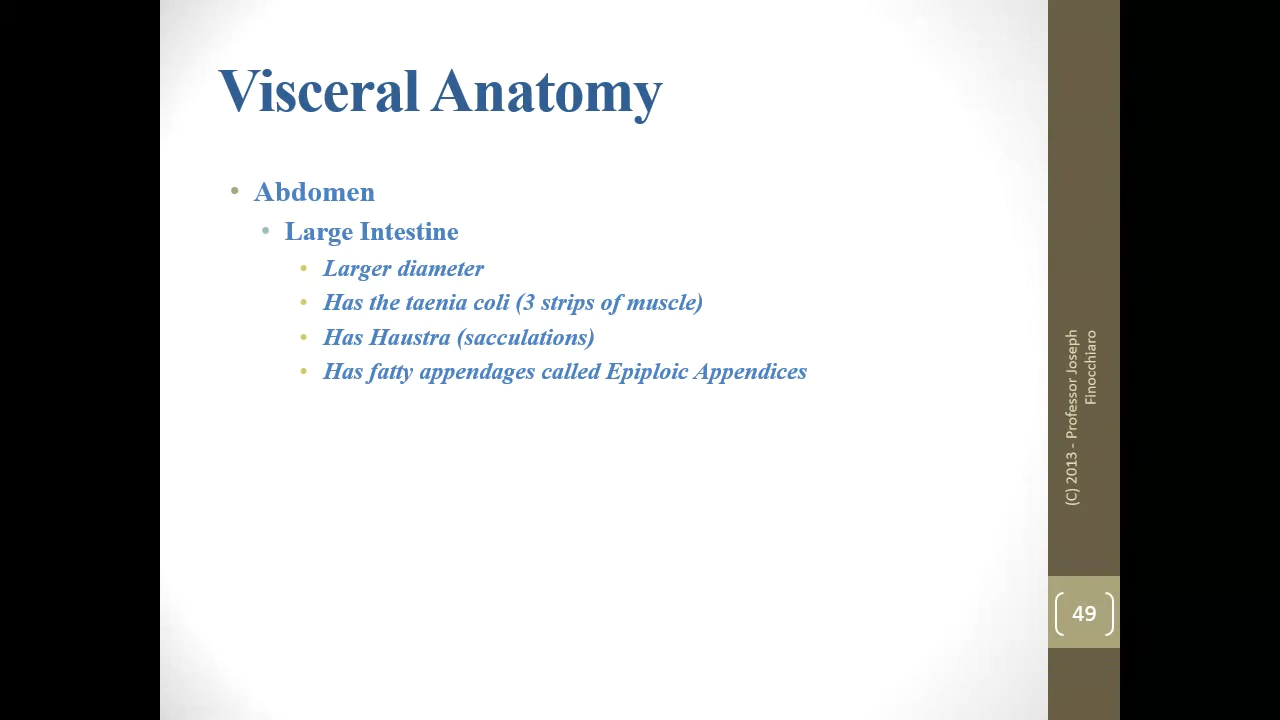 Visceral Anatomy
• Abdomen
• Large Intestine
• Larger diameter
• Has the taenia coli (3 strips of muscle)
• Has Haustra (sacculations)
• Has fatty appendages called Epiploic Appendices
(C) 2013 - Professor Joseph
Finocchiaro
49